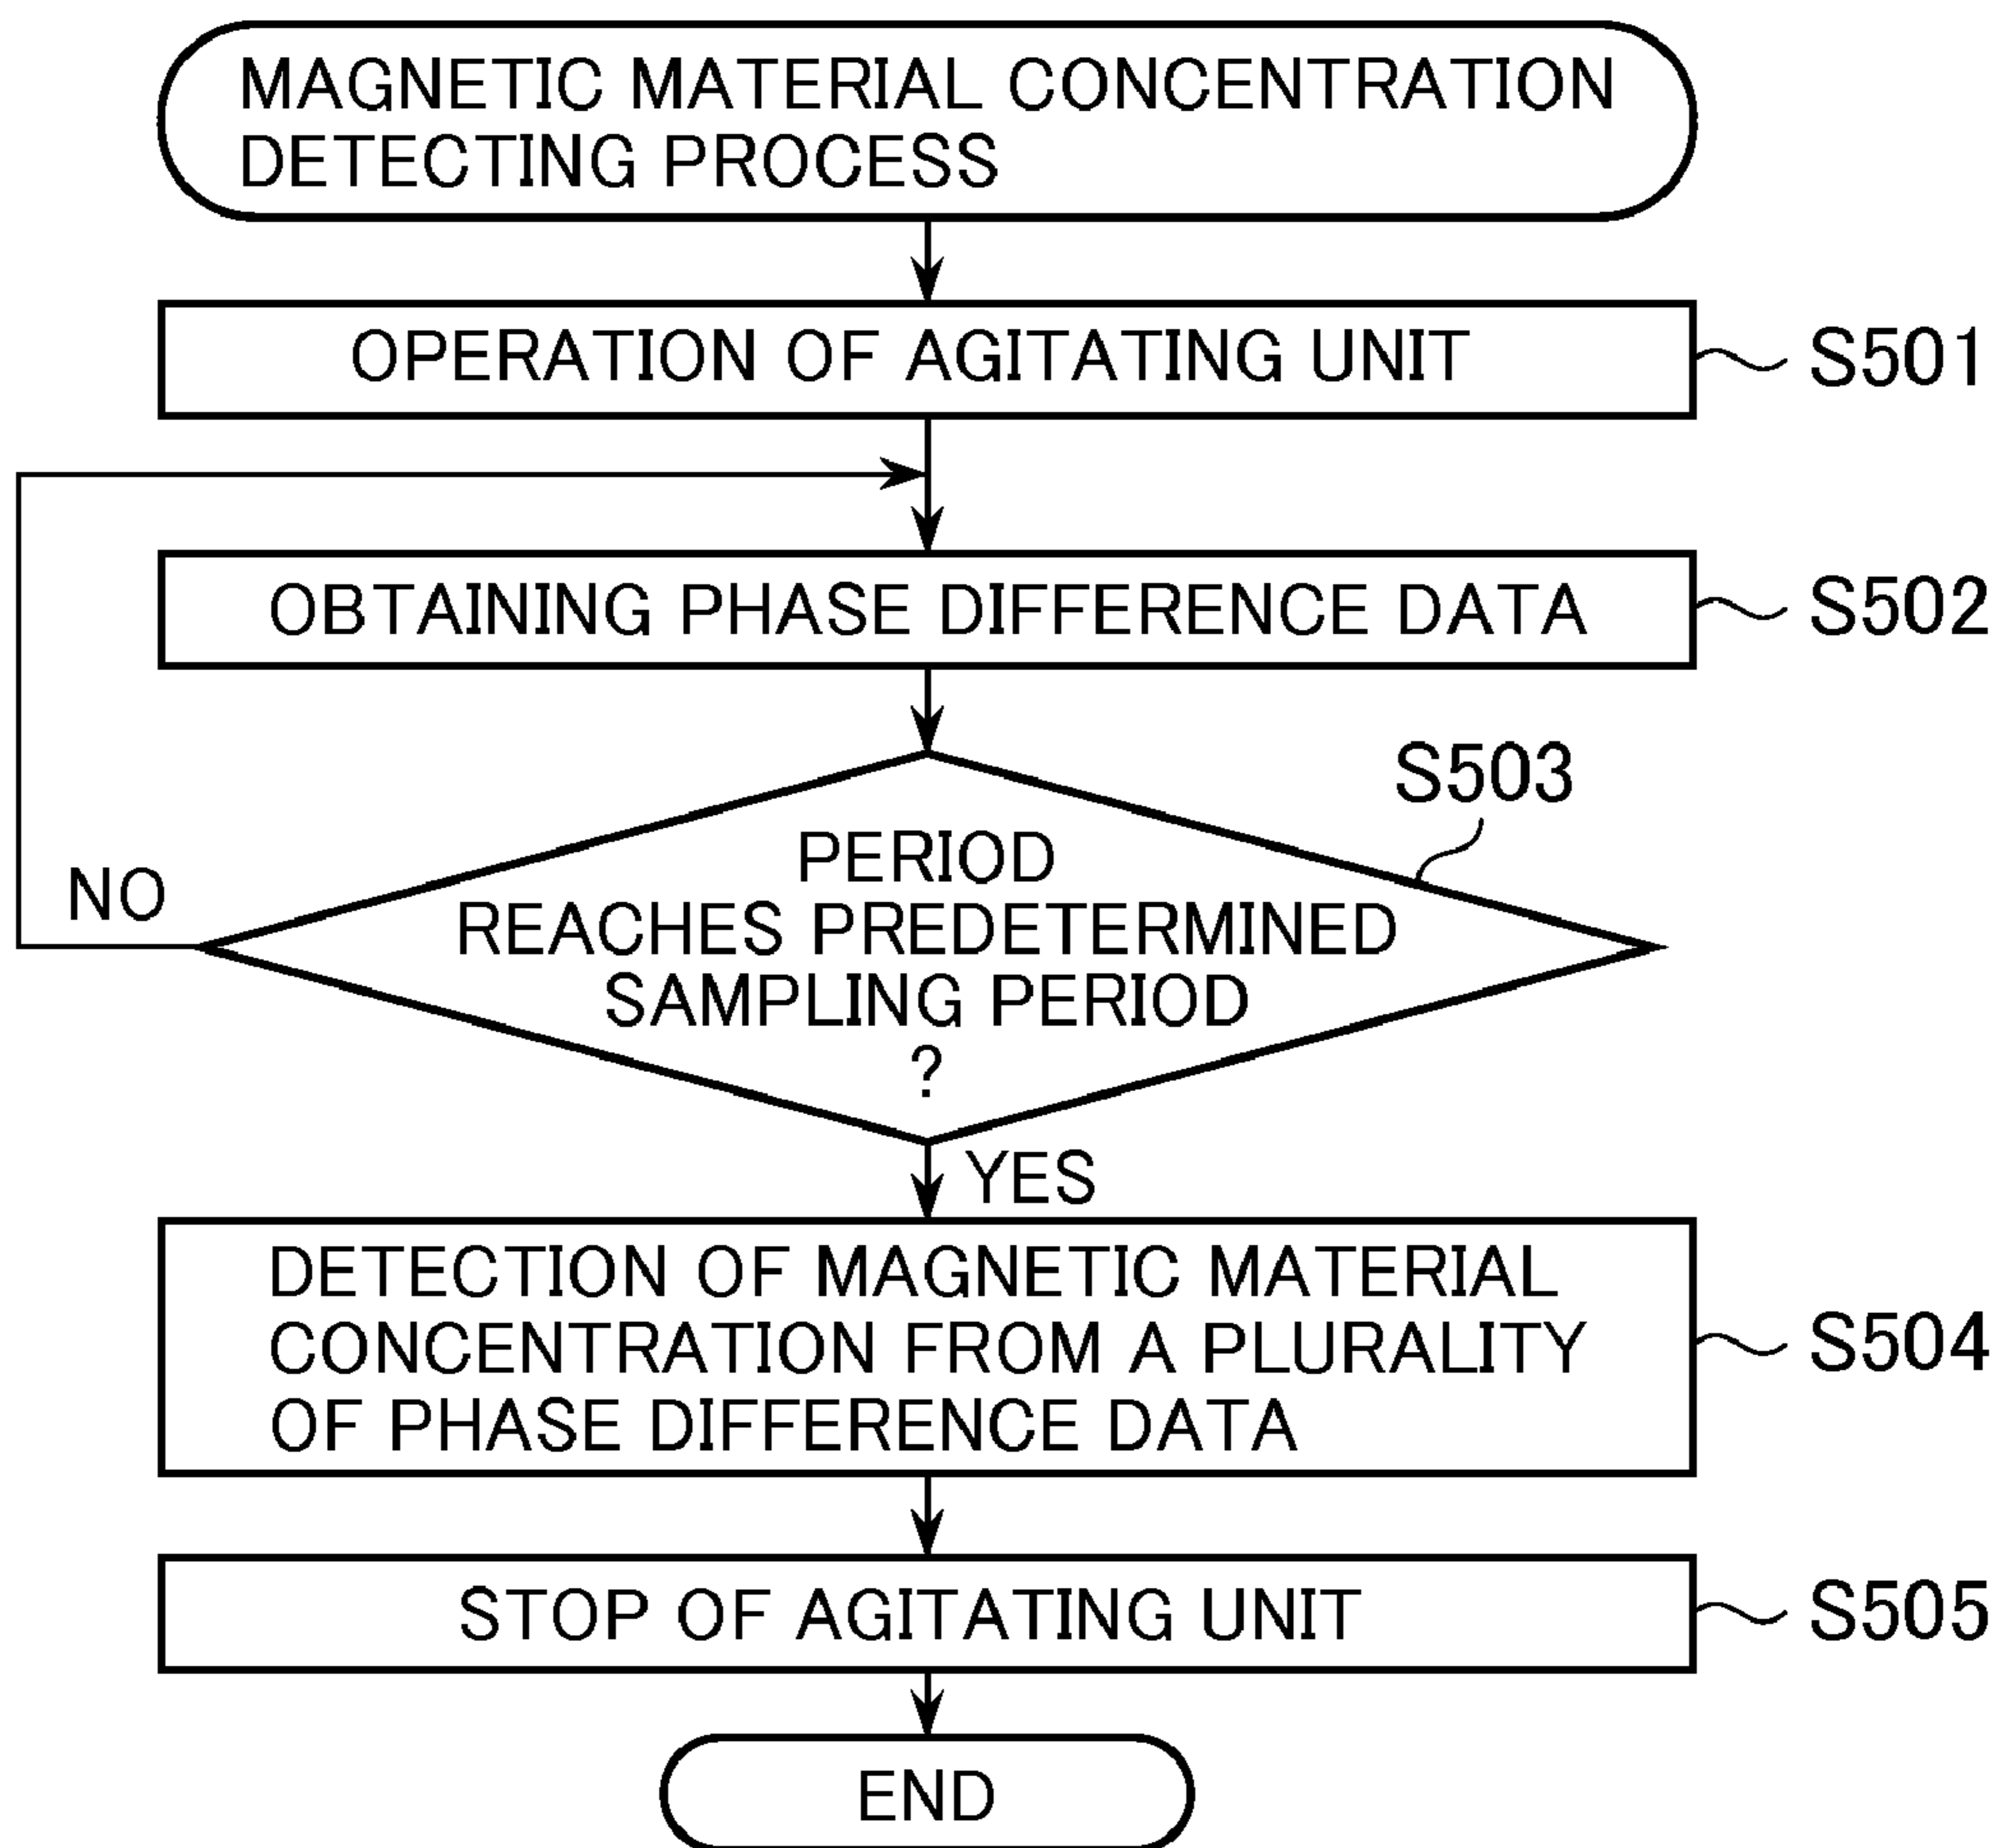 MAGNETIC MATERIAL CONCENTRATION
DETECTING PROCESS
OPERATION OF AGITATING UNIT
S501
OBTAINING PHASE DIFFERENCE DATA
S502
S503
PERIOD
REACHES PREDETERMINED
SAMPLING PERIOD
?
NO
YES
DETECTION OF MAGNETIC MATERIAL
CONCENTRATION FROM A PLURALITY
OF PHASE DIFFERENCE DATA
S504
STOP OF AGITATING UNIT
S505
END